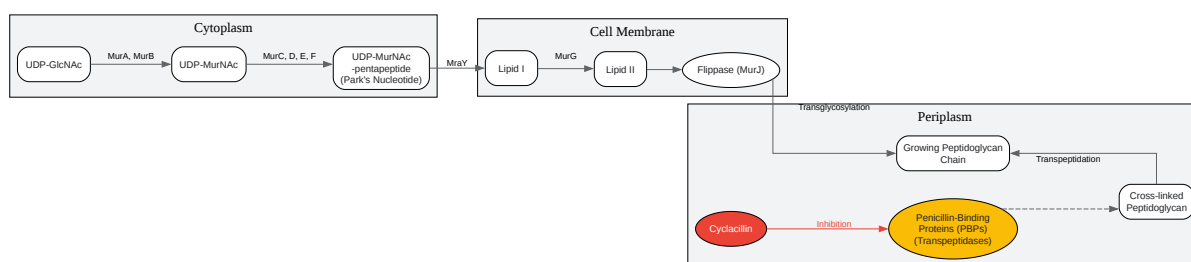 Cytoplasm
UDP-GlcNAc
MurA, MurB
UDP-MurNAc
MurC, D, E, F
UDP-MurNAc
-pentapeptide
(Park's Nucleotide)
MraY
Cell Membrane
Lipid I
MurG
Lipid II
Flippase (MurJ)
Transglycosylation
Periplasm
Growing Peptidoglycan
Chain
Transpeptidation
Cross-linked
Peptidoglycan
Cyclacillin
Inhibition
Penicillin-Binding
Proteins (PBPs)
(Transpeptidases)